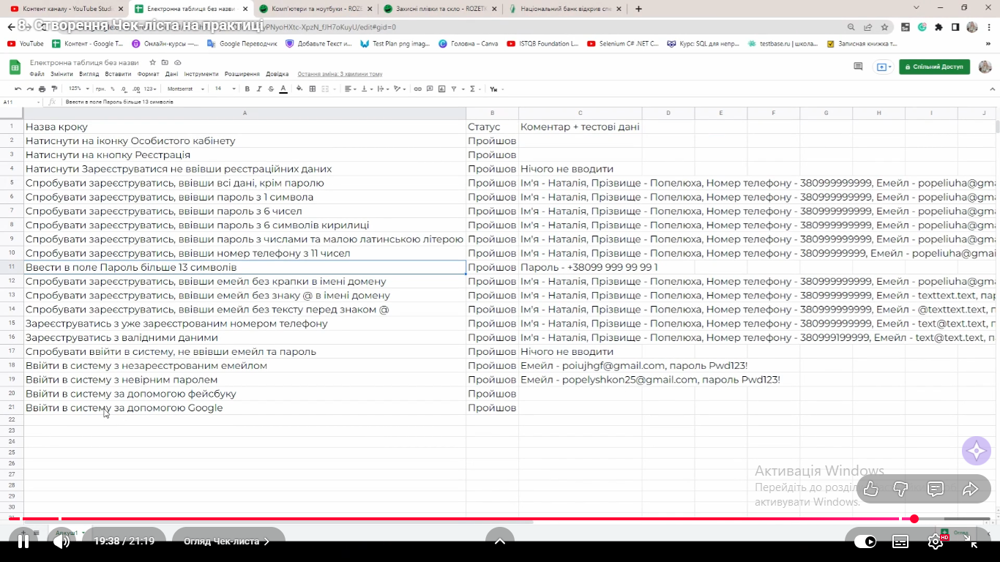 Контент каналу - YouTube Studi
Електронна таблиця без назви
Комп'ютери та ноутбуки - ROZE
Захисні плівки та скло - ROZETK
Національний банк відкрив спе
8. Створення Чек-ліста на практиці
PNyoHXtc-XpzN_fJH7oKuyU/edit#gid=0
YouTube
Контент - Google Т...
Онлайн-курсы —...
Google Переводчик
Добавьте Текст и...
Test Plan png imag...
Головна – Canva
ISTQB Foundation L...
Selenium C# .NET C...
Курс: SQL для непр...
testbase.ru | школа...
Записная книжка т...
Електронна таблиця без назви
Файл Змінити Вигляд Вставити Формат Дані Інструменти Розширення Довідка Остання зміна: 3 хвилини тому
Спільний Доступ
125% грн. % .0 .00 123 Montserrat 14 B I S A
A11 fx Ввести в поле Пароль більше 13 символів
A B C D E F G H I J
1 Назва кроку Статус Коментар + тестові дані
2 Натиснути на іконку Особистого кабінету Пройшов
3 Натиснути на кнопку Реєстрація Пройшов
4 Натиснути Зареєструватися не ввівши реєстраційних даних Пройшов Нічого не вводити
5 Спробувати зареєструватись, ввівши всі дані, крім паролю Пройшов Ім'я - Наталія, Прізвище - Попелюха, Номер телефону - 380999999999, Емейл - popeliuha@gma
6 Спробувати зареєструватись, ввівши пароль з 1 символа Пройшов Ім'я - Наталія, Прізвище - Попелюха, Номер телефону - 380999999999, Емейл - popeliuha@gma
7 Спробувати зареєструватись, ввівши пароль з 6 чисел Пройшов Ім'я - Наталія, Прізвище - Попелюха, Номер телефону - 380999999999, Емейл - popeliuha@gma
8 Спробувати зареєструватись, ввівши пароль з 6 символів кирилиці Пройшов Ім'я - Наталія, Прізвище - Попелюха, Номер телефону - 380999999999, Емейл - popeliuha@gma
9 Спробувати зареєструватись, ввівши пароль з числами та малою латинською літерою Пройшов Ім'я - Наталія, Прізвище - Попелюха, Номер телефону - 380999999999, Емейл - popeliuha@gma
10 Спробувати зареєструватись, ввівши номер телефону з 11 чисел Пройшов Ім'я - Наталія, Прізвище - Попелюха, Номер телефону - 38099999999, Емейл - popeliuha@gmai
11 Ввести в поле Пароль більше 13 символів Пройшов Пароль - +38099 999 99 99 1
12 Спробувати зареєструватись, ввівши емейл без крапки в імені домену Пройшов Ім'я - Наталія, Прізвище - Попелюха, Номер телефону - 380999999999, Емейл - popeliuha@gma
13 Спробувати зареєструватись, ввівши емейл без знаку @ в імені домену Пройшов Ім'я - Наталія, Прізвище - Попелюха, Номер телефону - 380999999999, Емейл - texttext.text, пар
14 Спробувати зареєструватись, ввівши емейл без тексту перед знаком @ Пройшов Ім'я - Наталія, Прізвище - Попелюха, Номер телефону - 380999999999, Емейл - @texttext.text, п
15 Зареєструватись з уже зареєстрованим номером телефону Пройшов Ім'я - Наталія, Прізвище - Попелюха, Номер телефону - 380999999999, Емейл - text@text.text, п
16 Зареєструватись з валідними даними Пройшов Ім'я - Наталія, Прізвище - Попелюха, Номер телефону - 380999199999, Емейл - text@text.text, п
17 Спробувати ввійти в систему, не ввівши емейл та пароль Пройшов Нічого не вводити
18 Ввійти в систему з незареєстрованим емейлом Пройшов Емейл - poiujhgf@gmail.com, пароль Pwd123!
19 Ввійти в систему з невірним паролем Пройшов Емейл - popelyshkon25@gmail.com, пароль Pwd123!
20 Ввійти в систему за допомогою фейсбуку Пройшов
21 Ввійти в систему за допомогою Google Пройшов
22
23
24
25
26
27
28
29
30
Активація Windows
Перейдіть до розділ
активувати Windows.
Аркуш1
Огляд
19:38 / 21:19
Огляд Чек-листа
HD